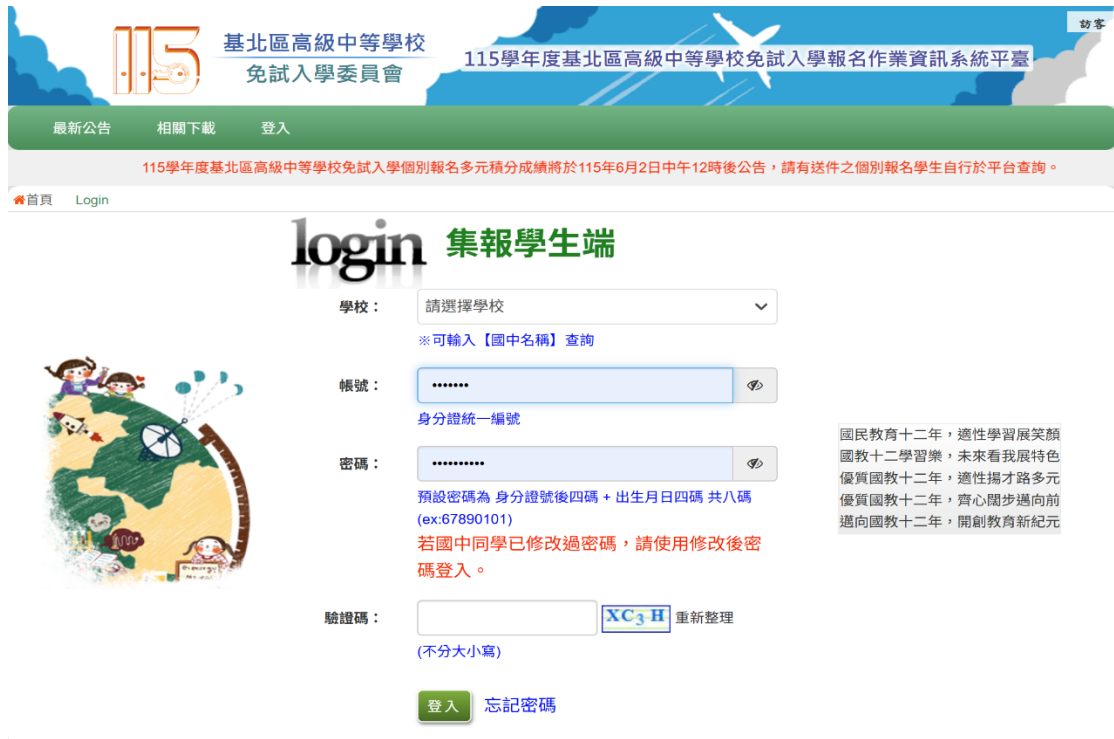 訪客
115
基北區高級中等學校
免試入學委員會
115學年度基北區高級中等學校免試入學報名作業資訊系統平臺
最新公告 相關下載 登入
115學年度基北區高級中等學校免試入學個別報名多元積分成績將於115年6月2日中午12時後公告，請有送件之個別報名學生自行於平台查詢。
首頁 Login
login 集報學生端
學校： 請選擇學校
※可輸入【國中名稱】查詢
帳號： •••••••
身分證統一編號
密碼： ••••••••••
預設密碼為 身分證號後四碼 + 出生月日四碼 共八碼
(ex:67890101)
若國中同學已修改過密碼，請使用修改後密
碼登入。
驗證碼： XC3H 重新整理
(不分大小寫)
登入 忘記密碼
國民教育十二年，適性學習展笑顏
國教十二學習樂，未來看我展特色
優質國教十二年，適性揚才路多元
優質國教十二年，齊心闊步邁向前
邁向國教十二年，開創教育新紀元